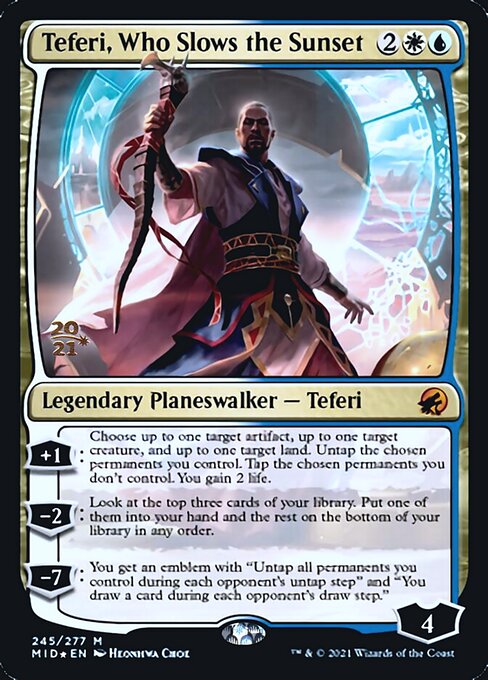 Teferi, Who Slows the Sunset 2
20
21
Legendary Planeswalker — Teferi
+1: Choose up to one target artifact, up to one target
creature, and up to one target land. Untap the chosen
permanents you control. Tap the chosen permanents you
don't control. You gain 2 life.
-2: Look at the top three cards of your library. Put one of
them into your hand and the rest on the bottom of your
library in any order.
-7: You get an emblem with “Untap all permanents you
control during each opponent's untap step” and “You
draw a card during each opponent's draw step.”
4
245/277 M
MID★EN Heonhwa Choe
™ & © 2021 Wizards of the Coast